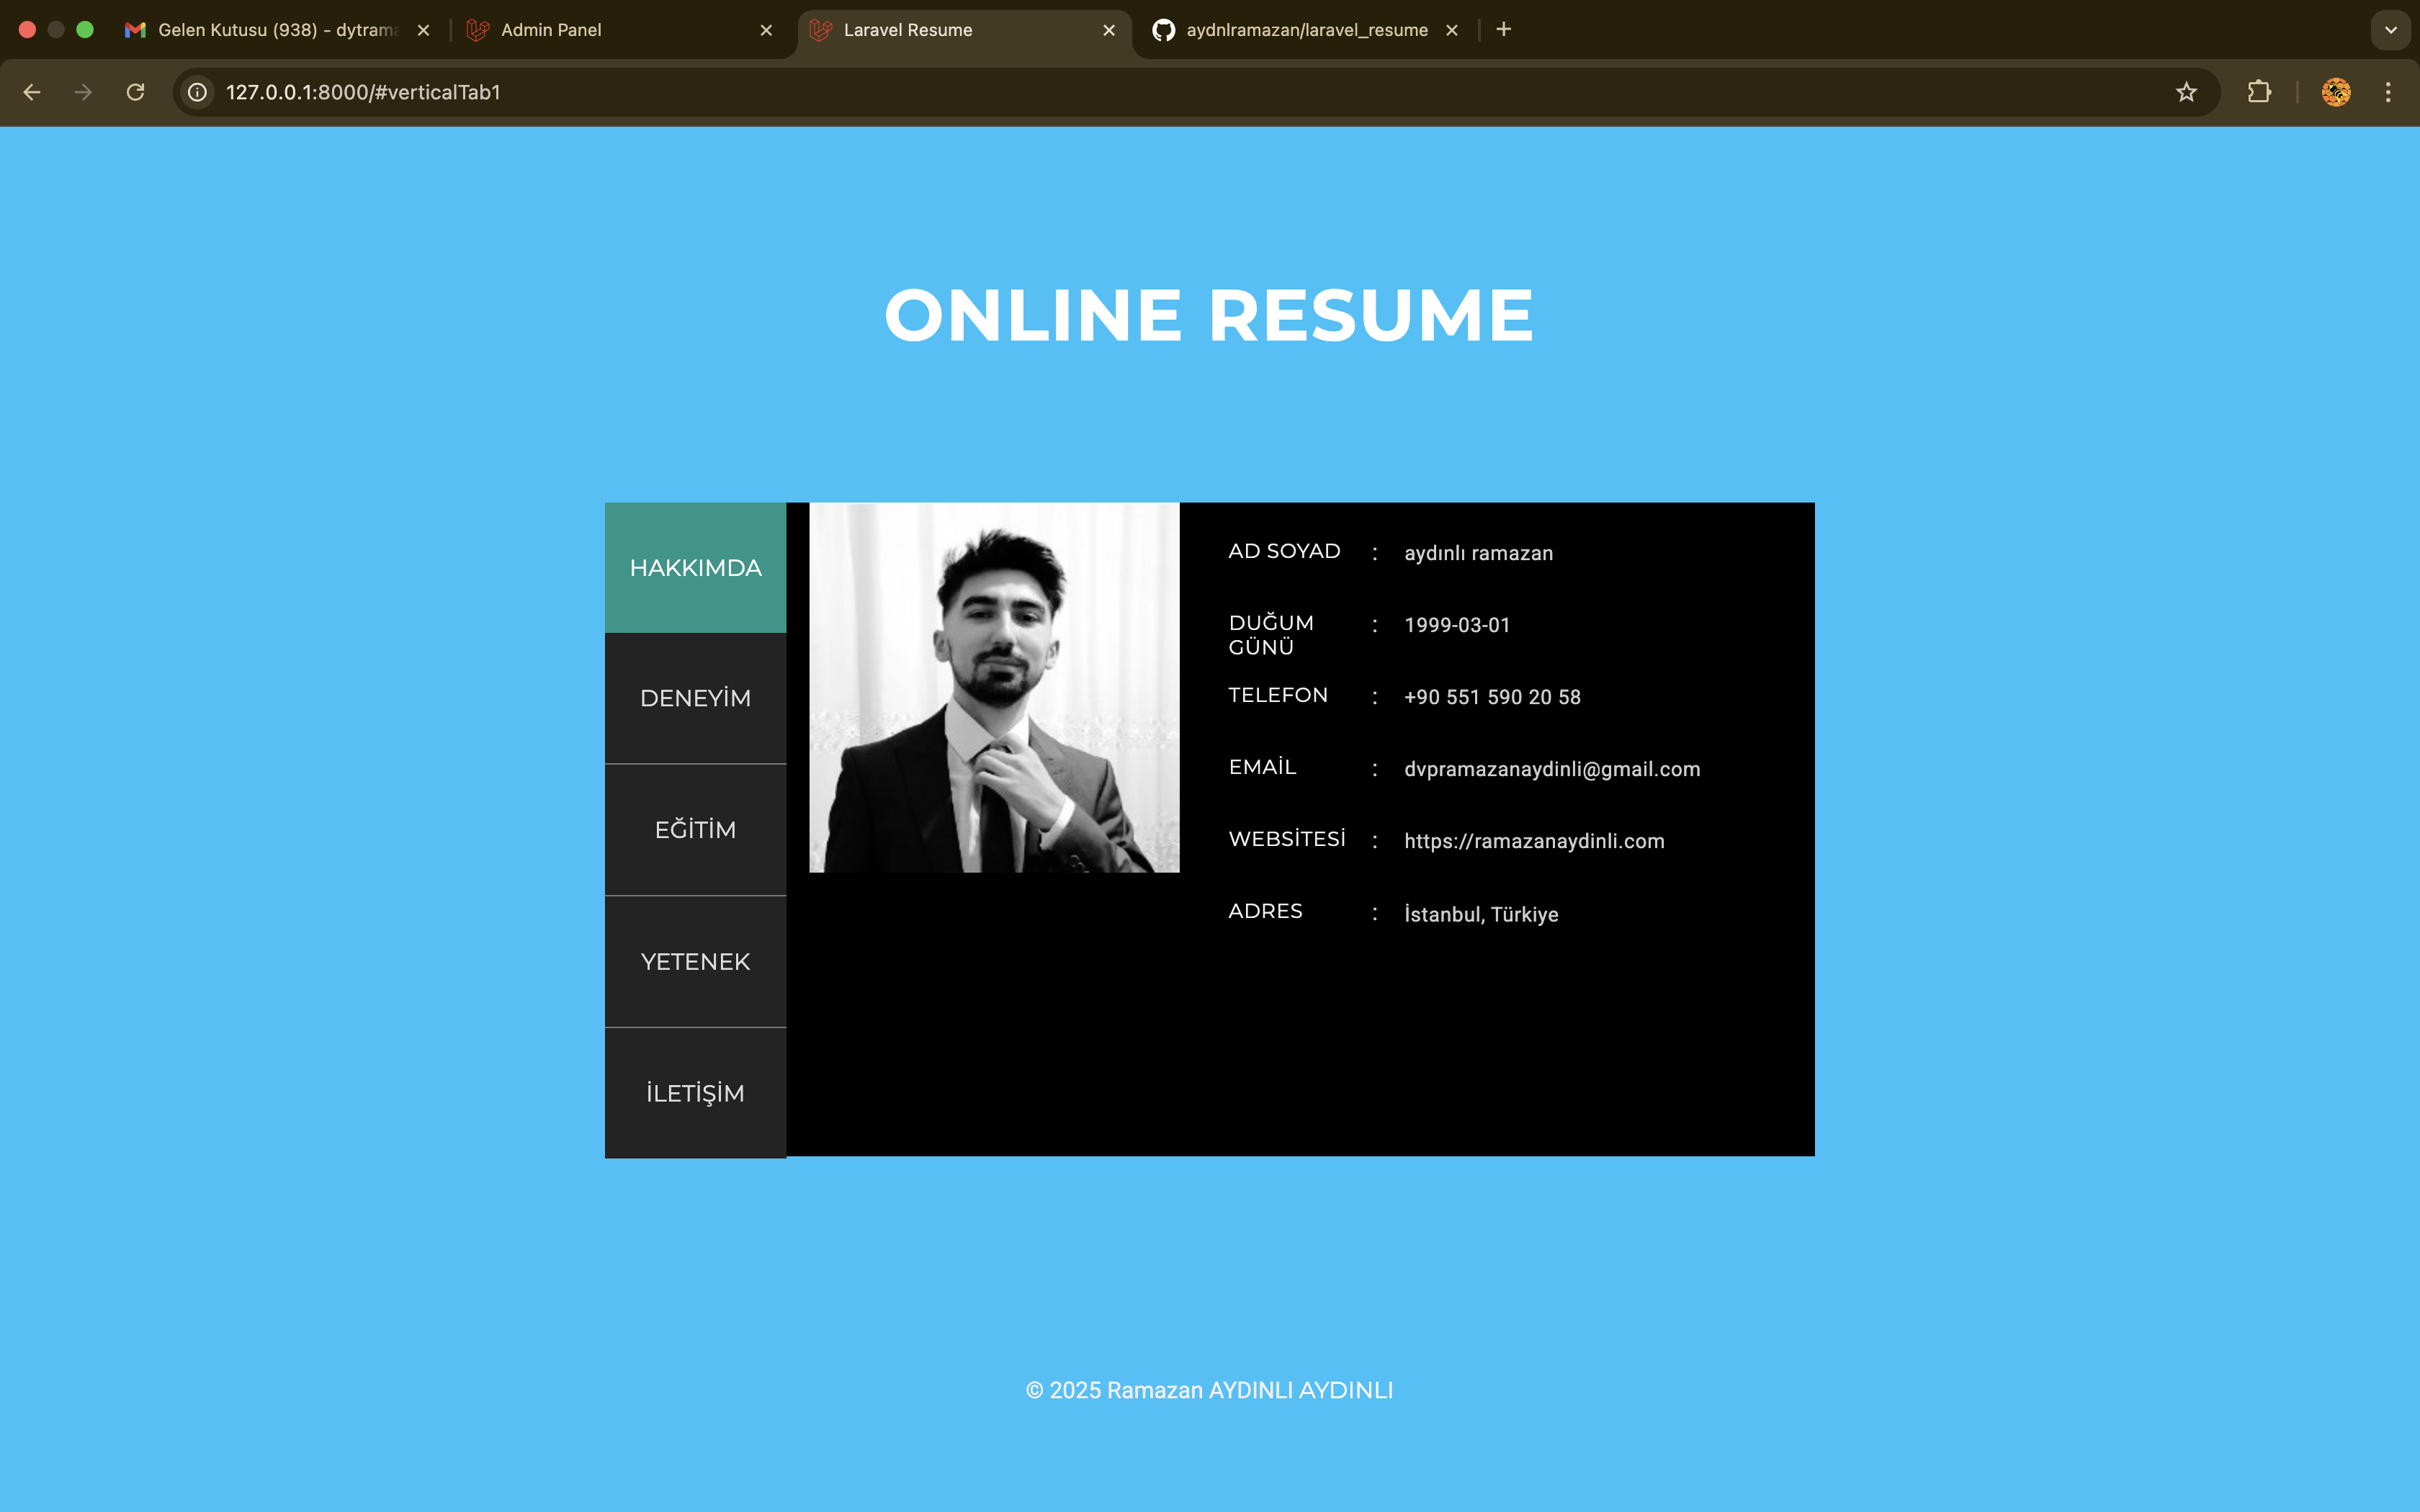 Gelen Kutusu (938) - dytrama
Admin Panel
Laravel Resume
aydnlramazan/laravel_resume
127.0.0.1:8000/#verticalTab1
ONLINE RESUME
HAKKIMDA
DENEYİM
EĞİTİM
YETENEK
İLETİŞİM
AD SOYAD : aydınlı ramazan
DUĞUM
GÜNÜ : 1999-03-01
TELEFON : +90 551 590 20 58
EMAİL : dvpramazanaydinli@gmail.com
WEBSİTESİ : https://ramazanaydinli.com
ADRES : İstanbul, Türkiye
© 2025 Ramazan AYDINLI AYDINLI